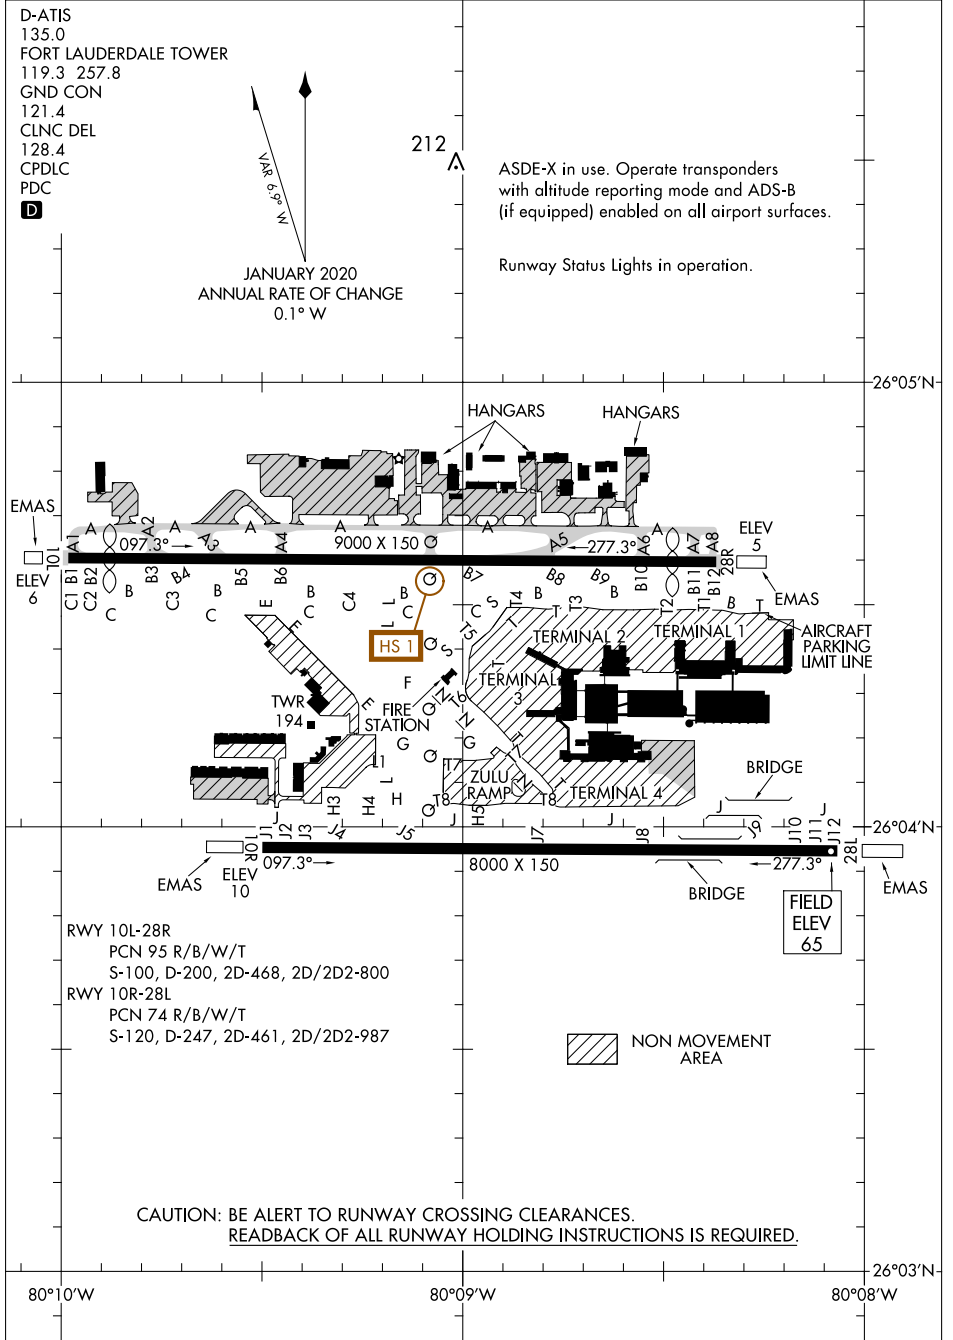 D-ATIS
135.0
FORT LAUDERDALE TOWER
119.3 257.8
GND CON
121.4
CLNC DEL
128.4
CPDLC
PDC
D
VAR 6.9° W
JANUARY 2020
ANNUAL RATE OF CHANGE
0.1° W
212
ASDE-X in use. Operate transponders
with altitude reporting mode and ADS-B
(if equipped) enabled on all airport surfaces.
Runway Status Lights in operation.
26°05'N
HANGARS
HANGARS
EMAS
A A2 A A3 A4 A A A5 A A6 A7 A8
ELEV
5
10L
A1
097.3°
9000 X 150
Q
277.3°
28R
ELEV
6
C1 B1
C2 B2
B3 B4 B5 B6
Q
B7 B8 B9 B10 B11 B12
EMAS
B B B B B B
C C3 C C C4 C C
E L L S T4 T T3 T2 T1 T
HS 1
Q
T5
S
T
T
TERMINAL 2
TERMINAL 1
AIRCRAFT
PARKING
LIMIT LINE
E
F
TERMINAL
3
TWR
194
E
FIRE
STATION
Q
N
T6
N
G
G
Q
T
F
L1
T7
ZULU
RAMP
N
T
TERMINAL 4
BRIDGE
L
H3
H4
H
Q
T8
H5
T8
J
J
J
J
J
26°04'N
10R
J1
J2
J3
J4
J5
J7
J8
J9
J10
J11
J12
28L
097.3°
8000 X 150
277.3°
EMAS
ELEV
10
BRIDGE
EMAS
FIELD
ELEV
65
RWY 10L-28R
PCN 95 R/B/W/T
S-100, D-200, 2D-468, 2D/2D2-800
RWY 10R-28L
PCN 74 R/B/W/T
S-120, D-247, 2D-461, 2D/2D2-987
NON MOVEMENT
AREA
CAUTION: BE ALERT TO RUNWAY CROSSING CLEARANCES.
READBACK OF ALL RUNWAY HOLDING INSTRUCTIONS IS REQUIRED.
26°03'N
80°10'W
80°09'W
80°08'W